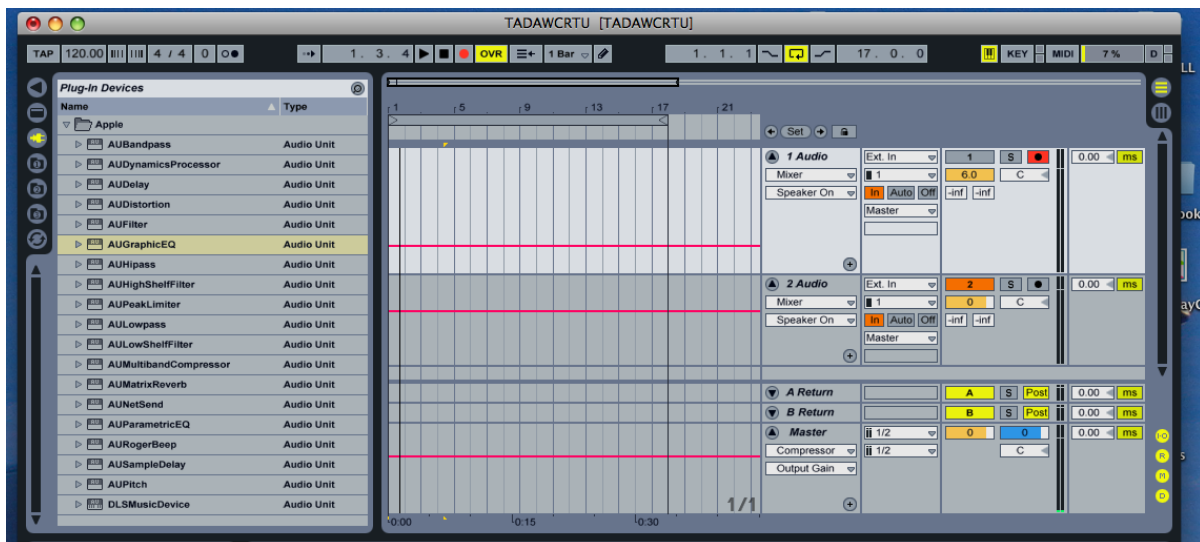 TADAWCRTU [TADAWCRTU]
TAP 120.00 4 / 4 0 1. 3. 4 OVR 1 Bar 1. 1. 1 17. 0. 0 KEY MIDI 7 % D
LL
Plug-In Devices
Name Type
Apple
AUBandpass Audio Unit
AUDynamicsProcessor Audio Unit
AUDelay Audio Unit
AUDistortion Audio Unit
AUFilter Audio Unit
AUGraphicEQ Audio Unit
AUHipass Audio Unit
AUHighShelfFilter Audio Unit
AUPeakLimiter Audio Unit
AULowpass Audio Unit
AULowShelfFilter Audio Unit
AUMultibandCompressor Audio Unit
AUMatrixReverb Audio Unit
AUNetSend Audio Unit
AUParametricEQ Audio Unit
AURogerBeep Audio Unit
AUSampleDelay Audio Unit
AUPitch Audio Unit
DLSMusicDevice Audio Unit
1 5 9 13 17 21
Set
1 Audio Ext. In 1 S 0.00 ms
Mixer 1 6.0 C
Speaker On In Auto Off -inf -inf
Master
2 Audio Ext. In 2 S 0.00 ms
Mixer 1 0 C
Speaker On In Auto Off -inf -inf
Master
A Return A S Post 0.00 ms
B Return B S Post 0.00 ms
Master 1/2 0 0 0.00 ms
Compressor 1/2 C
Output Gain
1/1
0:00 0:15 0:30
I-O
R
M
D
ook
ayC
s